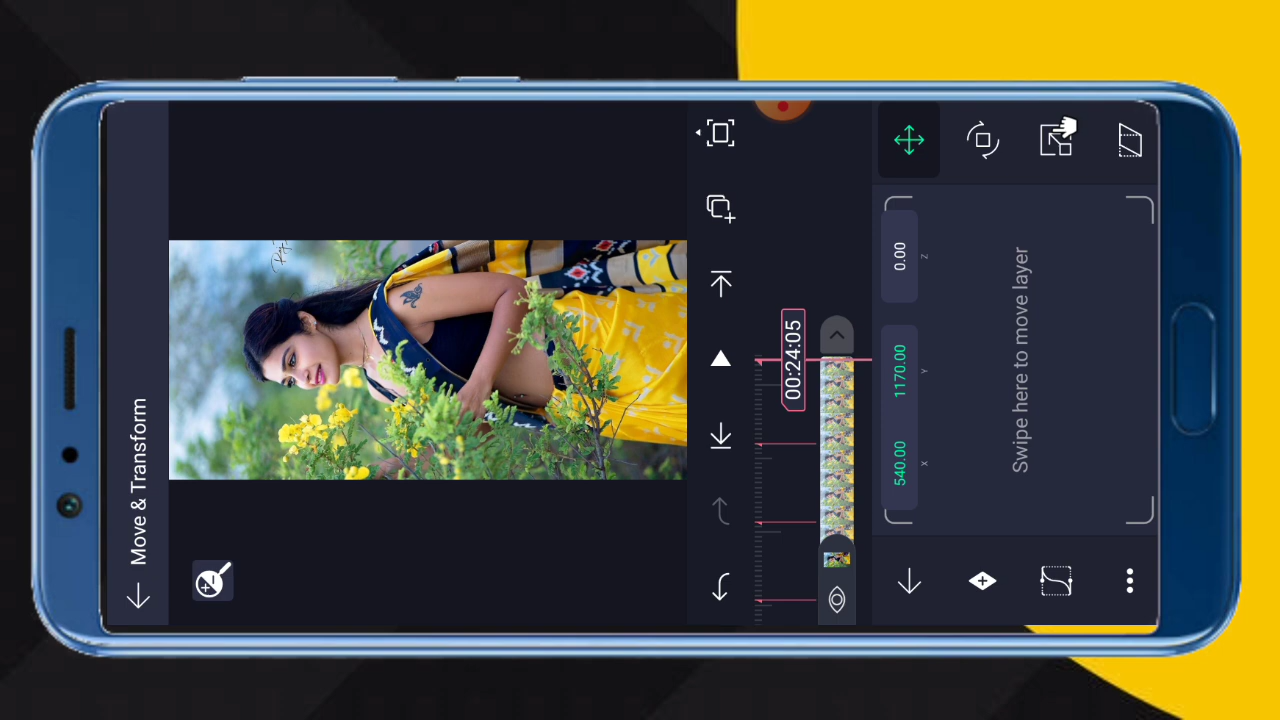 Move & Transform
00:24:05
540.00 1170.00 0.00
X Y Z
Swipe here to move layer